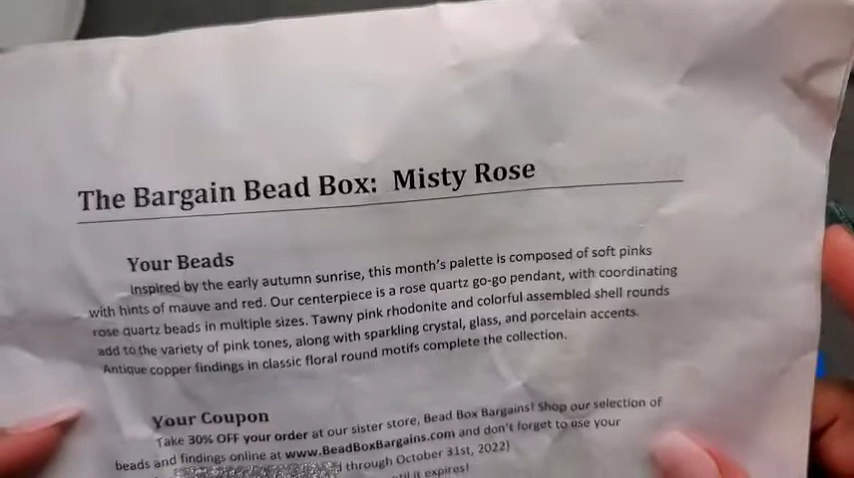 The Bargain Bead Box: Misty Rose
Your Beads
Inspired by the early autumn sunrise, this month's palette is composed of soft pinks
with hints of mauve and red. Our centerpiece is a rose quartz go-go pendant, with coordinating
rose quartz beads in multiple sizes. Tawny pink rhodonite and colorful assembled shell rounds
add to the variety of pink tones, along with sparkling crystal, glass, and porcelain accents.
Antique copper findings in classic floral round motifs complete the collection.
Your Coupon
Take 30% OFF your order at our sister store, Bead Box Bargains! Shop our selection of
beads and findings online at www.BeadBoxBargains.com and don't forget to use your
through October 31st, 2022)
until it expires!